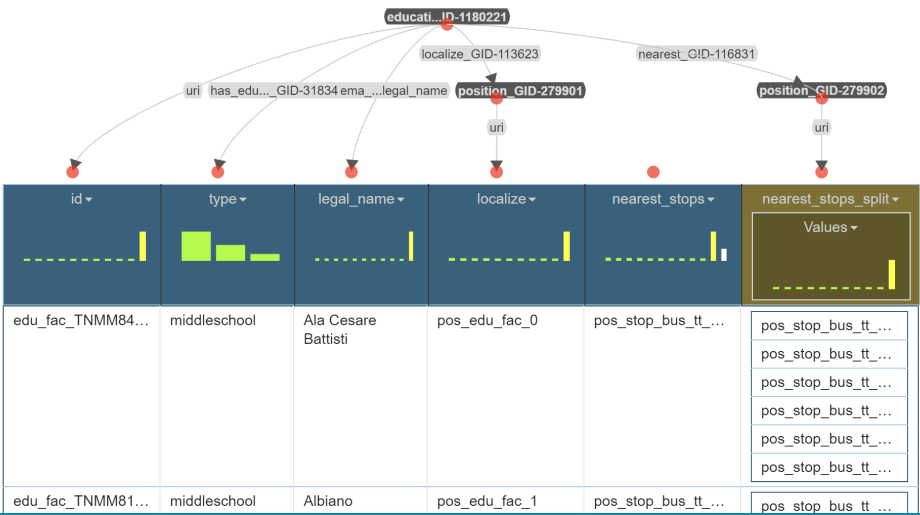 educati...ID-1180221
localize_GID-113623
nearest_GID-116831
uri
has_edu..._GID-31834
ema_...legal_name
position_GID-279901
position_GID-279902
uri
uri
id
type
legal_name
localize
nearest_stops
nearest_stops_split
Values
edu_fac_TNMM84...
middleschool
Ala Cesare
Battisti
pos_edu_fac_0
pos_stop_bus_tt_...
pos_stop_bus_tt_...
pos_stop_bus_tt_...
pos_stop_bus_tt_...
pos_stop_bus_tt_...
pos_stop_bus_tt_...
pos_stop_bus_tt_...
edu_fac_TNMM81...
middleschool
Albiano
pos_edu_fac_1
pos_stop_bus_tt_...
pos_stop_bus_tt_...